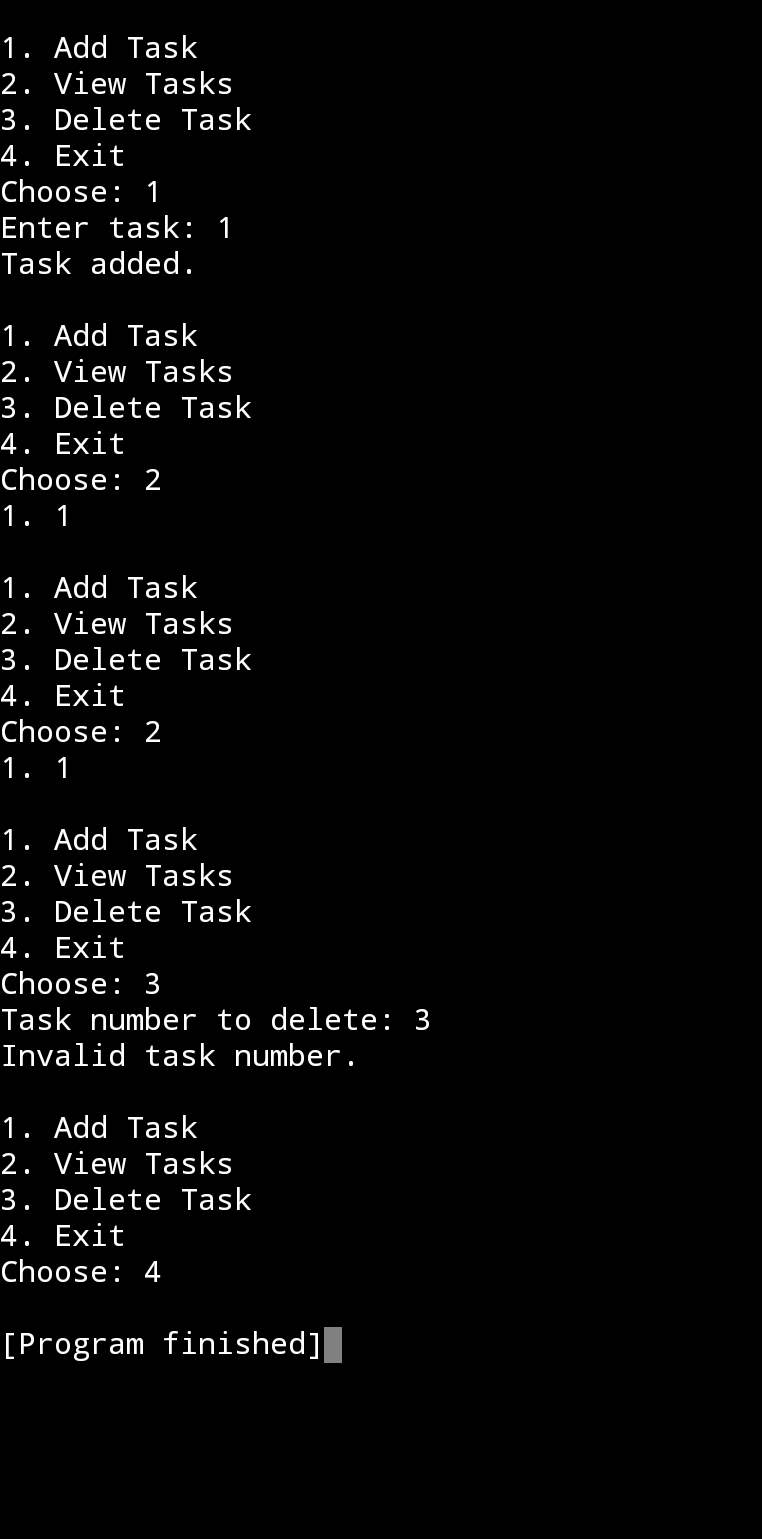 1. Add Task
2. View Tasks
3. Delete Task
4. Exit
Choose: 1
Enter task: 1
Task added.

1. Add Task
2. View Tasks
3. Delete Task
4. Exit
Choose: 2
1. 1

1. Add Task
2. View Tasks
3. Delete Task
4. Exit
Choose: 2
1. 1

1. Add Task
2. View Tasks
3. Delete Task
4. Exit
Choose: 3
Task number to delete: 3
Invalid task number.

1. Add Task
2. View Tasks
3. Delete Task
4. Exit
Choose: 4

[Program finished]